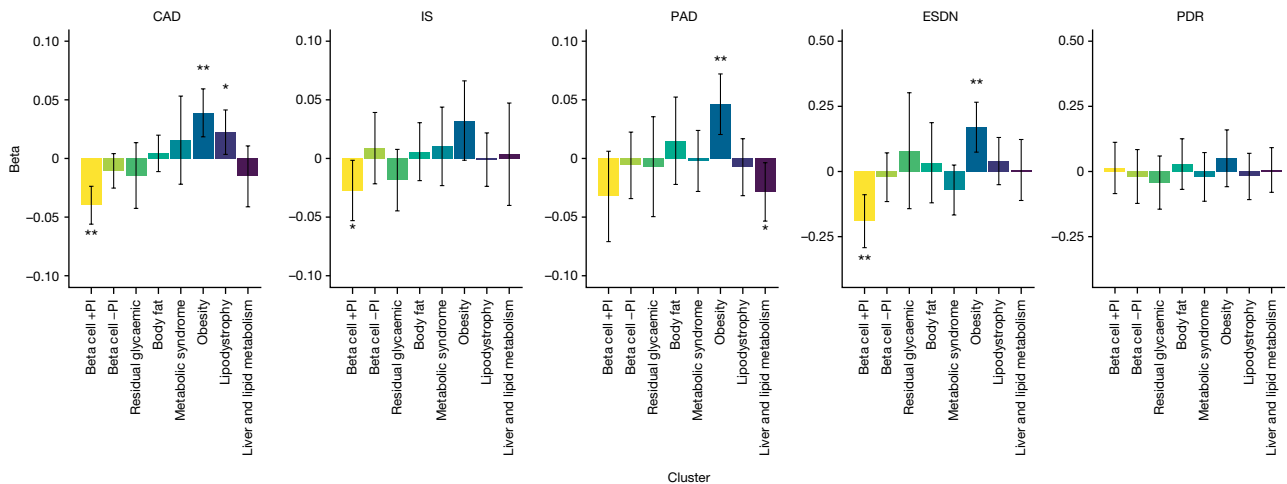 CAD
IS
PAD
ESDN
PDR
Beta
0.10
0.05
0
–0.05
–0.10
**
**
*
Beta cell +PI
Beta cell –PI
Residual glycaemic
Body fat
Metabolic syndrome
Obesity
Lipodystrophy
Liver and lipid metabolism
0.10
0.05
0
–0.05
–0.10
*
Beta cell +PI
Beta cell –PI
Residual glycaemic
Body fat
Metabolic syndrome
Obesity
Lipodystrophy
Liver and lipid metabolism
0.10
0.05
0
–0.05
–0.10
**
*
Beta cell +PI
Beta cell –PI
Residual glycaemic
Body fat
Metabolic syndrome
Obesity
Lipodystrophy
Liver and lipid metabolism
0.50
0.25
0
–0.25
**
**
Beta cell +PI
Beta cell –PI
Residual glycaemic
Body fat
Metabolic syndrome
Obesity
Lipodystrophy
Liver and lipid metabolism
0.50
0.25
0
–0.25
Beta cell +PI
Beta cell –PI
Residual glycaemic
Body fat
Metabolic syndrome
Obesity
Lipodystrophy
Liver and lipid metabolism
Cluster